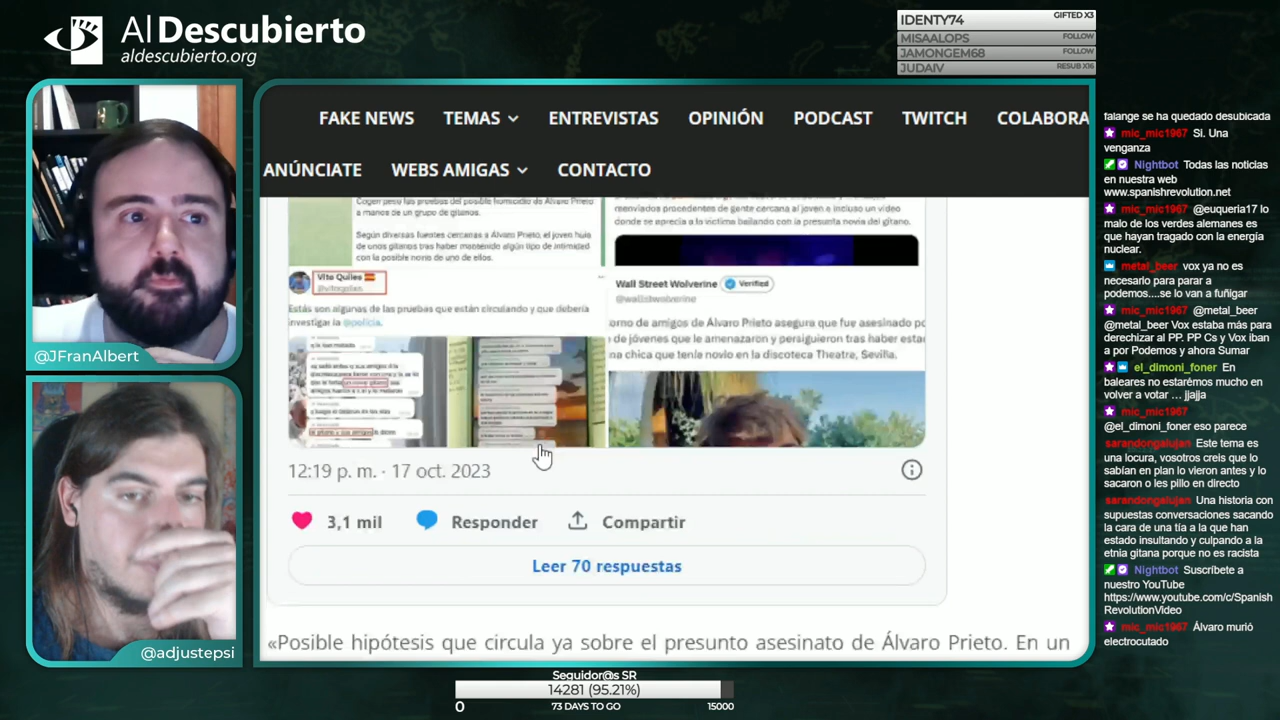 Al Descubierto
aldescubierto.org
IDENTY74 GIFTED X3
MISAALOPS FOLLOW
JAMONGEM68 FOLLOW
JUDAIV RESUB X16
FAKE NEWS TEMAS ENTREVISTAS OPINIÓN PODCAST TWITCH COLABORA
ANÚNCIATE WEBS AMIGAS CONTACTO
Cogen peso las pruebas del posible homicidio de Álvaro Prieto
a manos de un grupo de gitanos.
Según diversas fuentes cercanas a Álvaro Prieto, el joven huía
de unos gitanos tras haber mantenido algún tipo de intimidad
con la posible novia de uno de ellos.
reenviados procedentes de gente cercana al joven e incluso un video
donde se aprecia a la víctima bailando con la presunta novia del gitano.
Vito Quiles
@vitoquiles
Estás son algunas de las pruebas que están circulando y que debería
investigar la @policia.
Wall Street Wolverine Verified
@wallstwolverine
orno de amigos de Álvaro Prieto asegura que fue asesinado po
de jóvenes que le amenazaron y persiguieron tras haber esta
na chica que tenía novio en la discoteca Theatre, Sevilla.
12:19 p. m. · 17 oct. 2023
3,1 mil Responder Compartir
Leer 70 respuestas
«Posible hipótesis que circula ya sobre el presunto asesinato de Álvaro Prieto. En un
@JFranAlbert
@adjustepsi
falange se ha quedado desubicada
mic_mic1967 Si. Una
venganza
Nightbot Todas las noticias
en nuestra web
www.spanishrevolution.net
mic_mic1967 @euqueria17 lo
malo de los verdes alemanes es
que hayan tragado con la energía
nuclear.
metal_beer vox ya no es
necesarlo para parar a
podemos....se lo van a fuñigar
mic_mic1967 @metal_beer
@metal_beer Vox estaba más para
derechizar al PP. PP Cs y Vox iban
a por Podemos y ahora Sumar
el_dimoni_foner En
baleares no estarémos mucho en
volver a votar ... jjajja
mic_mic1967
@el_dimoni_foner eso parece
sarandongalujan Este tema es
una locura, vosotros creis que lo
sabían en plan lo vieron antes y lo
sacaron o les pillo en directo
sarandongalujan Una historia con
supuestas conversaciones sacando
la cara de una tía a la que han
estado insultando y culpando a la
etnia gitana porque no es racista
Nightbot Suscríbete a
nuestro YouTube
https://www.youtube.com/c/Spanish
RevolutionVideo
mic_mic1967 Álvaro murió
electrocutado
Seguidor@s SR
14281 (95.21%)
0 73 DAYS TO GO 15000